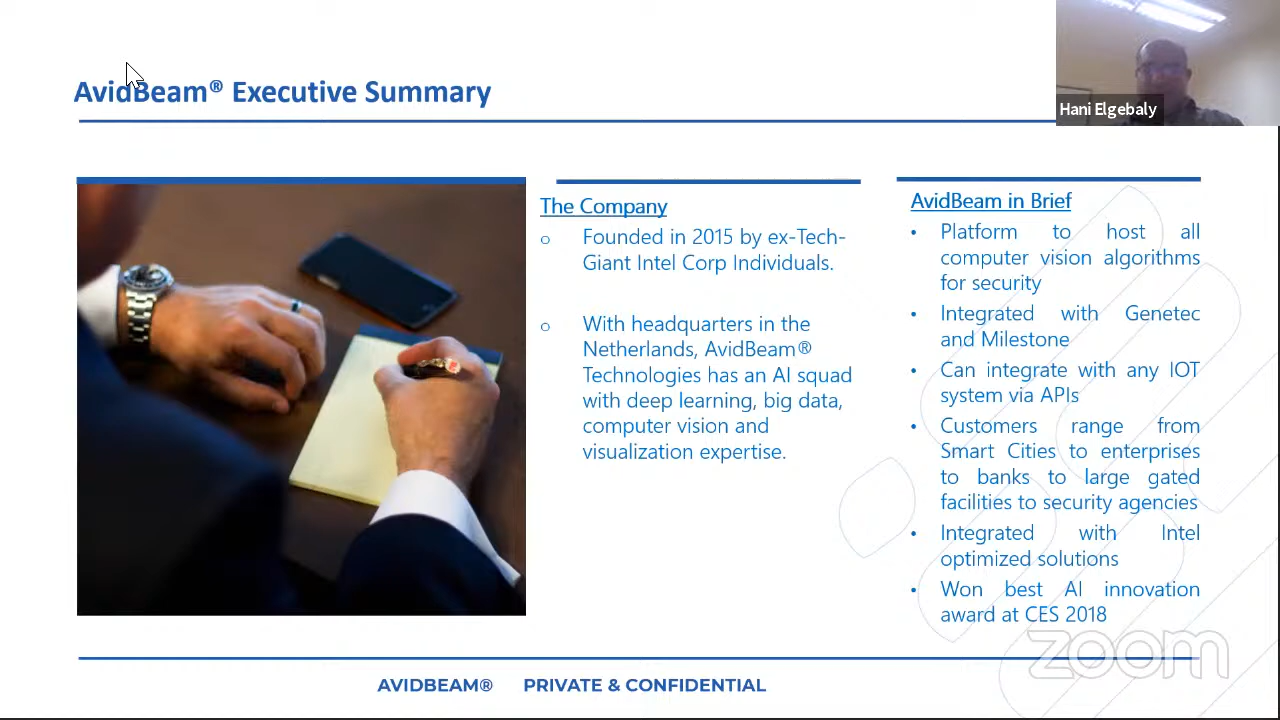 AvidBeam® Executive Summary
Hani Elgebaly
The Company
o Founded in 2015 by ex-Tech-
Giant Intel Corp Individuals.
o With headquarters in the
Netherlands, AvidBeam®
Technologies has an AI squad
with deep learning, big data,
computer vision and
visualization expertise.
AvidBeam in Brief
• Platform to host all
computer vision algorithms
for security
• Integrated with Genetec
and Milestone
• Can integrate with any IOT
system via APIs
• Customers range from
Smart Cities to enterprises
to banks to large gated
facilities to security agencies
• Integrated with Intel
optimized solutions
• Won best AI innovation
award at CES 2018
zoom
AVIDBEAM® PRIVATE & CONFIDENTIAL